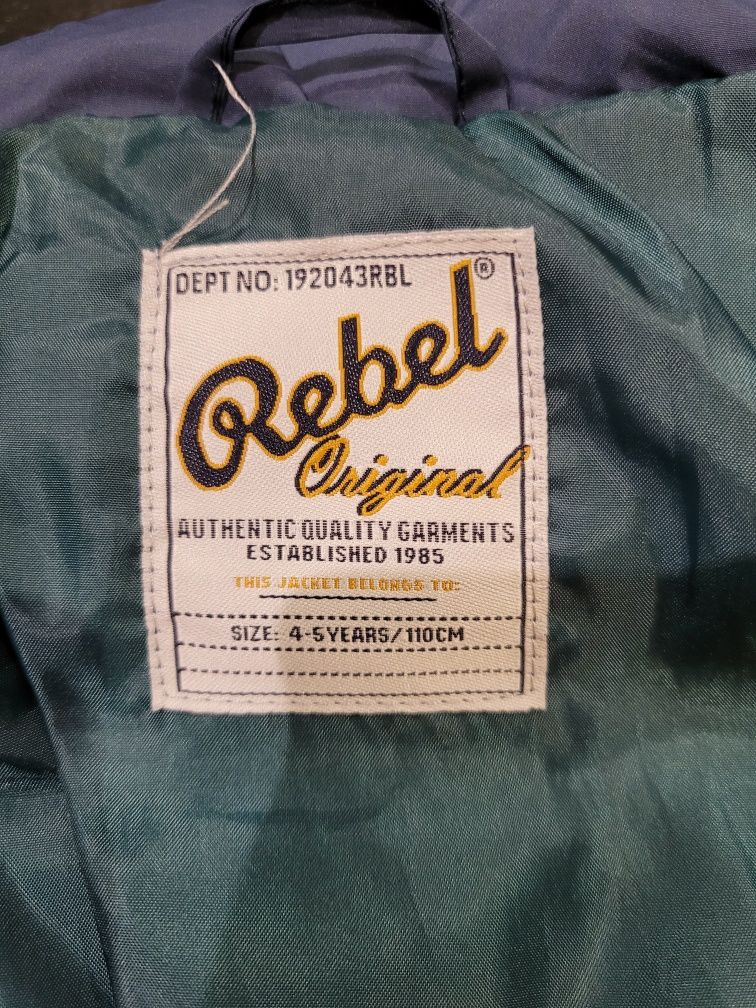 DEPT NO: 192043RBL
Rebel®
Original
AUTHENTIC QUALITY GARMENTS
ESTABLISHED 1985
THIS JACKET BELONGS TO:
SIZE: 4-5YEARS/110CM